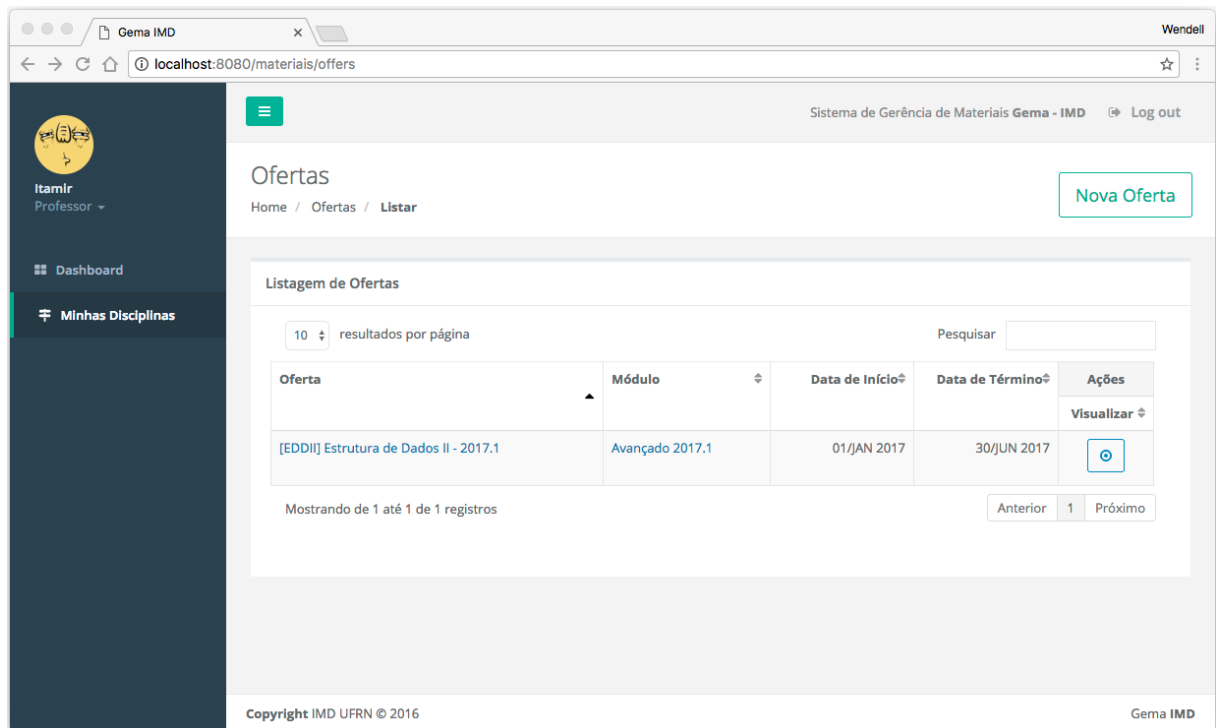 Gema IMD
Wendell
localhost:8080/materiais/offers
Sistema de Gerência de Materiais Gema - IMD Log out
Itamir
Professor
Dashboard
Minhas Disciplinas
Ofertas
Home / Ofertas / Listar
Nova Oferta
Listagem de Ofertas
10 resultados por página Pesquisar
Oferta Módulo Data de Início Data de Término Ações
Visualizar
[EDDII] Estrutura de Dados II - 2017.1 Avançado 2017.1 01/JAN 2017 30/JUN 2017
Mostrando de 1 até 1 de 1 registros Anterior 1 Próximo
Copyright IMD UFRN © 2016 Gema IMD